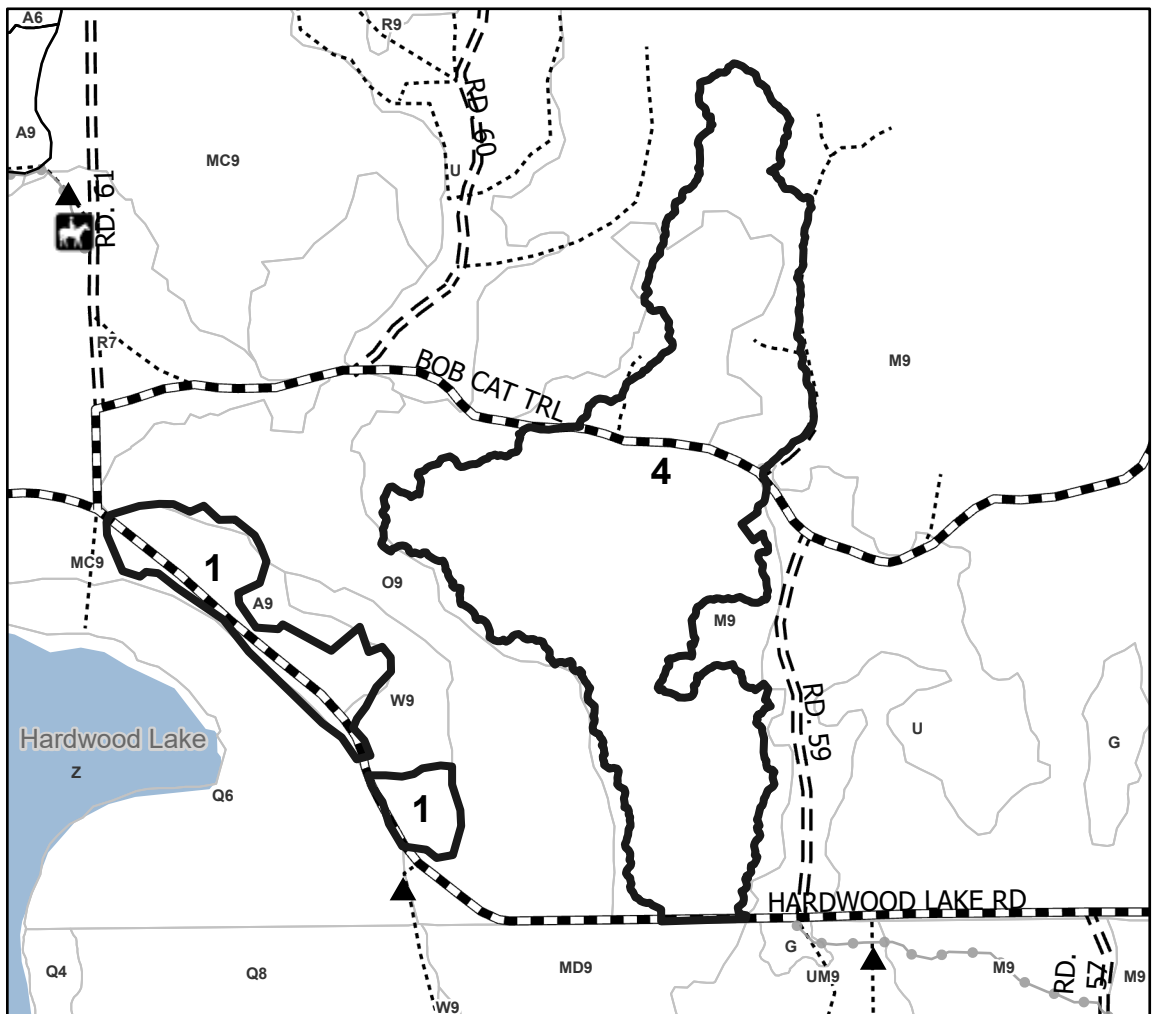 A6
R9
RD. 60
A9
MC9
U
RD. 61
R7
BOB CAT TRL
M9
4
1
MC9
O9
A9
M9
W9
RD. 59
Hardwood Lake
U
G
Z
Q6
1
HARDWOOD LAKE RD
G
Q4
Q8
MD9
UM9
M9
RD. 57
M9
W9